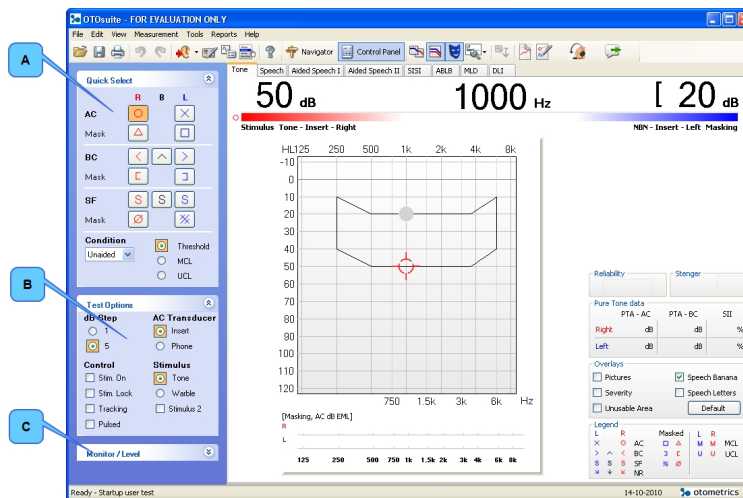 OTOsuite - FOR EVALUATION ONLY
File Edit View Measurement Tools Reports Help
Navigator Control Panel
Tone Speech Aided Speech I Aided Speech II SISI ABLB MLD DLI
A
Quick Select
R B L
AC
Mask
BC
Mask
SF S S S
Mask
Condition
Unaided
Threshold
MCL
UCL
B
Test Options
dB Step AC Transducer
1 Insert
5 Phone
Control Stimulus
Stim. On Tone
Stim. Lock Warble
Tracking Stimulus 2
Pulsed
C
Monitor / Level
50 dB 1000 Hz [ 20 dB
Stimulus Tone - Insert - Right NBN - Insert - Left Masking
HL125 250 500 1k 2k 4k 8k
-10
0
10
20
30
40
50
60
70
80
90
100
110
120
750 1.5k 3k 6k Hz
[Masking, AC dB EML]
R
L
125 250 500 750 1k 1.5k 2k 3k 4k 6k 8k
Reliability Stenger
Pure Tone data
PTA - AC PTA - BC SII
Right dB dB %
Left dB dB %
Overlays
Pictures Speech Banana
Severity Speech Letters
Unusable Area Default
Legend
L R Masked L R
AC M M MCL
BC U U UCL
S S SF
NR
Ready - Startup user test 14-10-2010 otometrics